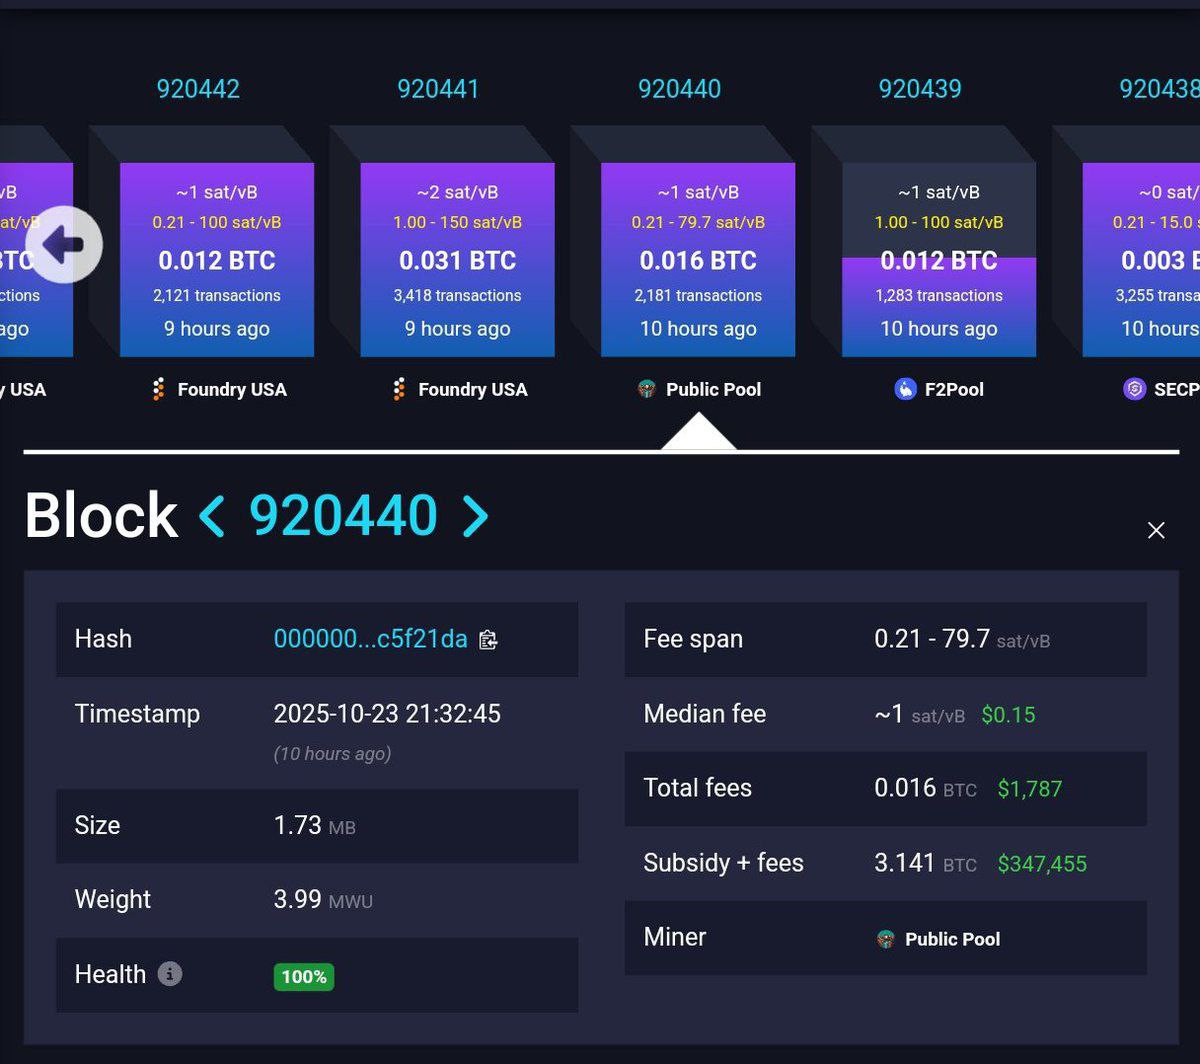 920442
920441
920440
920439
920438
vB
~1 sat/vB
~2 sat/vB
~1 sat/vB
~1 sat/vB
~0 sat/
at/vB
0.21 - 100 sat/vB
1.00 - 150 sat/vB
0.21 - 79.7 sat/vB
1.00 - 100 sat/vB
0.21 - 15.0 s
TC
0.012 BTC
0.031 BTC
0.016 BTC
0.012 BTC
0.003 B
ctions
2,121 transactions
3,418 transactions
2,181 transactions
1,283 transactions
3,255 transa
ago
9 hours ago
9 hours ago
10 hours ago
10 hours ago
10 hours
y USA
Foundry USA
Foundry USA
Public Pool
F2Pool
SECP
Block < 920440 >
Hash 000000...c5f21da
Timestamp 2025-10-23 21:32:45
(10 hours ago)
Size 1.73 MB
Weight 3.99 MWU
Health 100%
Fee span 0.21 - 79.7 sat/vB
Median fee ~1 sat/vB $0.15
Total fees 0.016 BTC $1,787
Subsidy + fees 3.141 BTC $347,455
Miner Public Pool